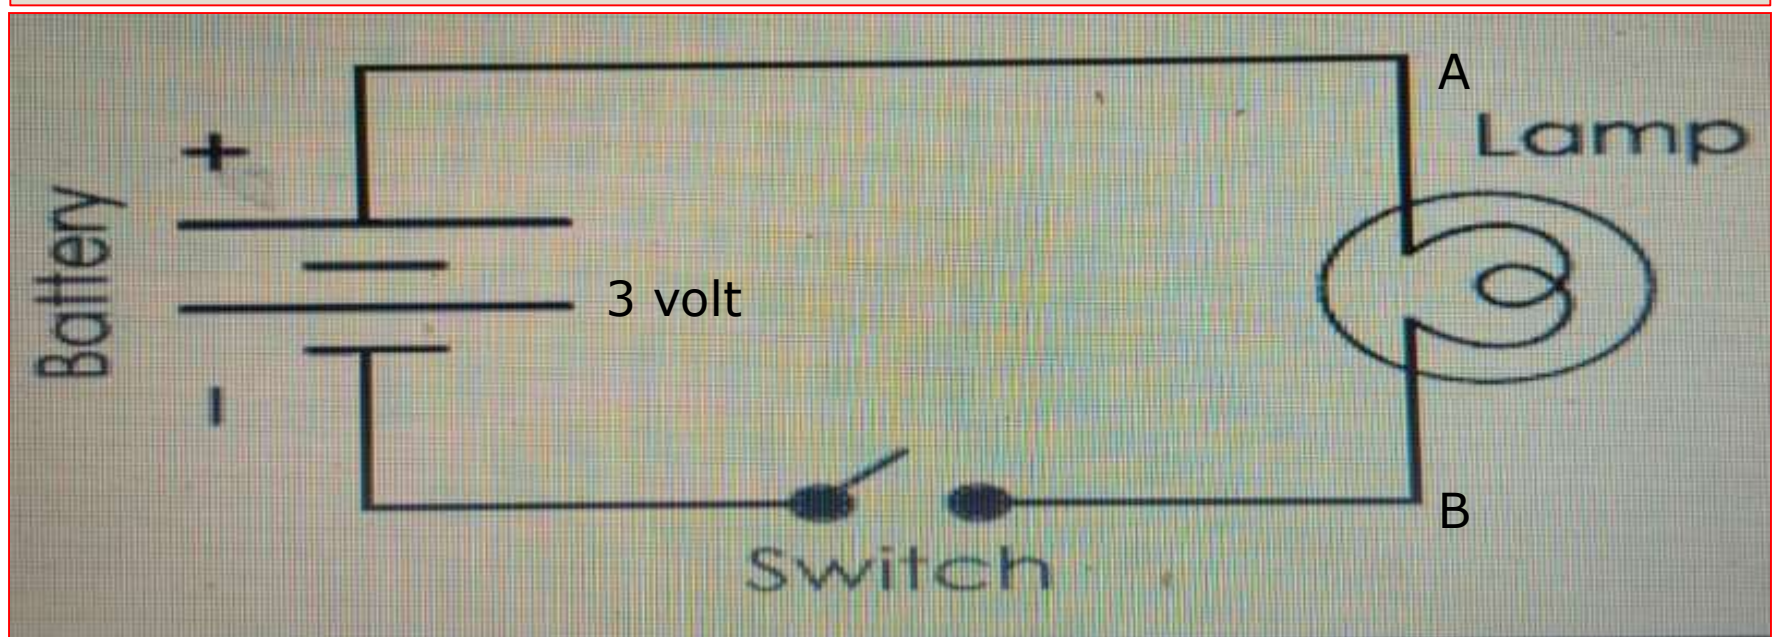 A
Lamp
+
Battery
3 volt
-
B
Switch